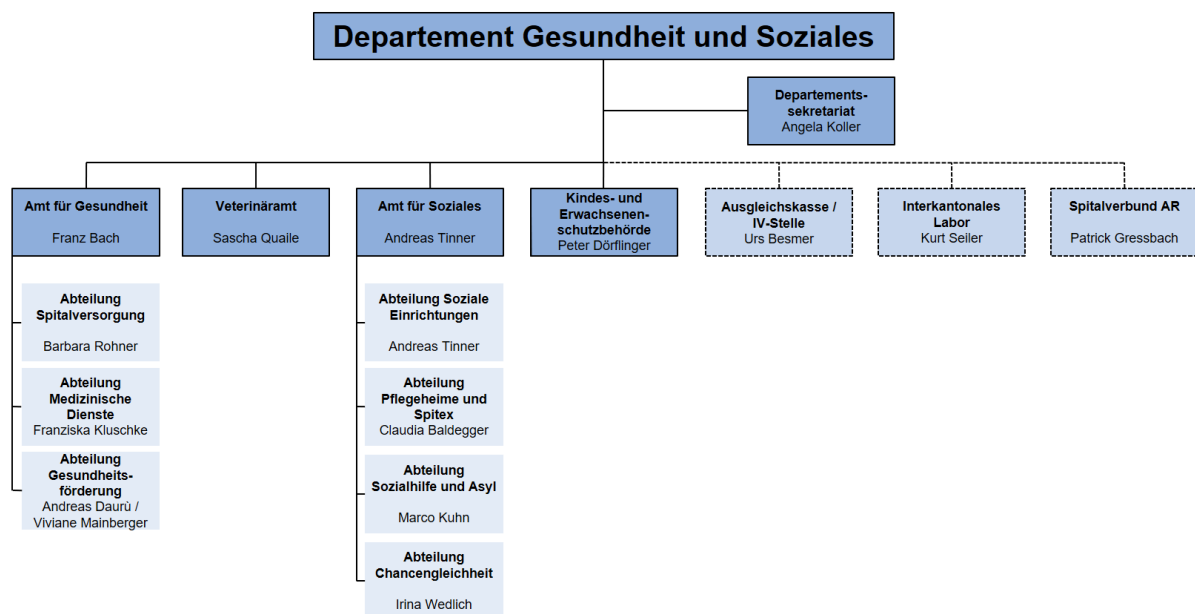 Departement Gesundheit und Soziales
Departements-
sekretariat
Angela Koller
Amt für Gesundheit
Franz Bach
Veterinäramt
Sascha Quaile
Amt für Soziales
Andreas Tinner
Kindes- und
Erwachsenen-
schutzbehörde
Peter Dörflinger
Ausgleichskasse /
IV-Stelle
Urs Besmer
Interkantonales
Labor
Kurt Seiler
Spitalverbund AR
Patrick Gressbach
Abteilung
Spitalversorgung
Barbara Rohner
Abteilung
Medizinische
Dienste
Franziska Kluschke
Abteilung
Gesundheits-
förderung
Andreas Daurù /
Viviane Mainberger
Abteilung Soziale
Einrichtungen
Andreas Tinner
Abteilung
Pflegeheime und
Spitex
Claudia Baldegger
Abteilung
Sozialhilfe und Asyl
Marco Kuhn
Abteilung
Chancengleichheit
Irina Wedlich